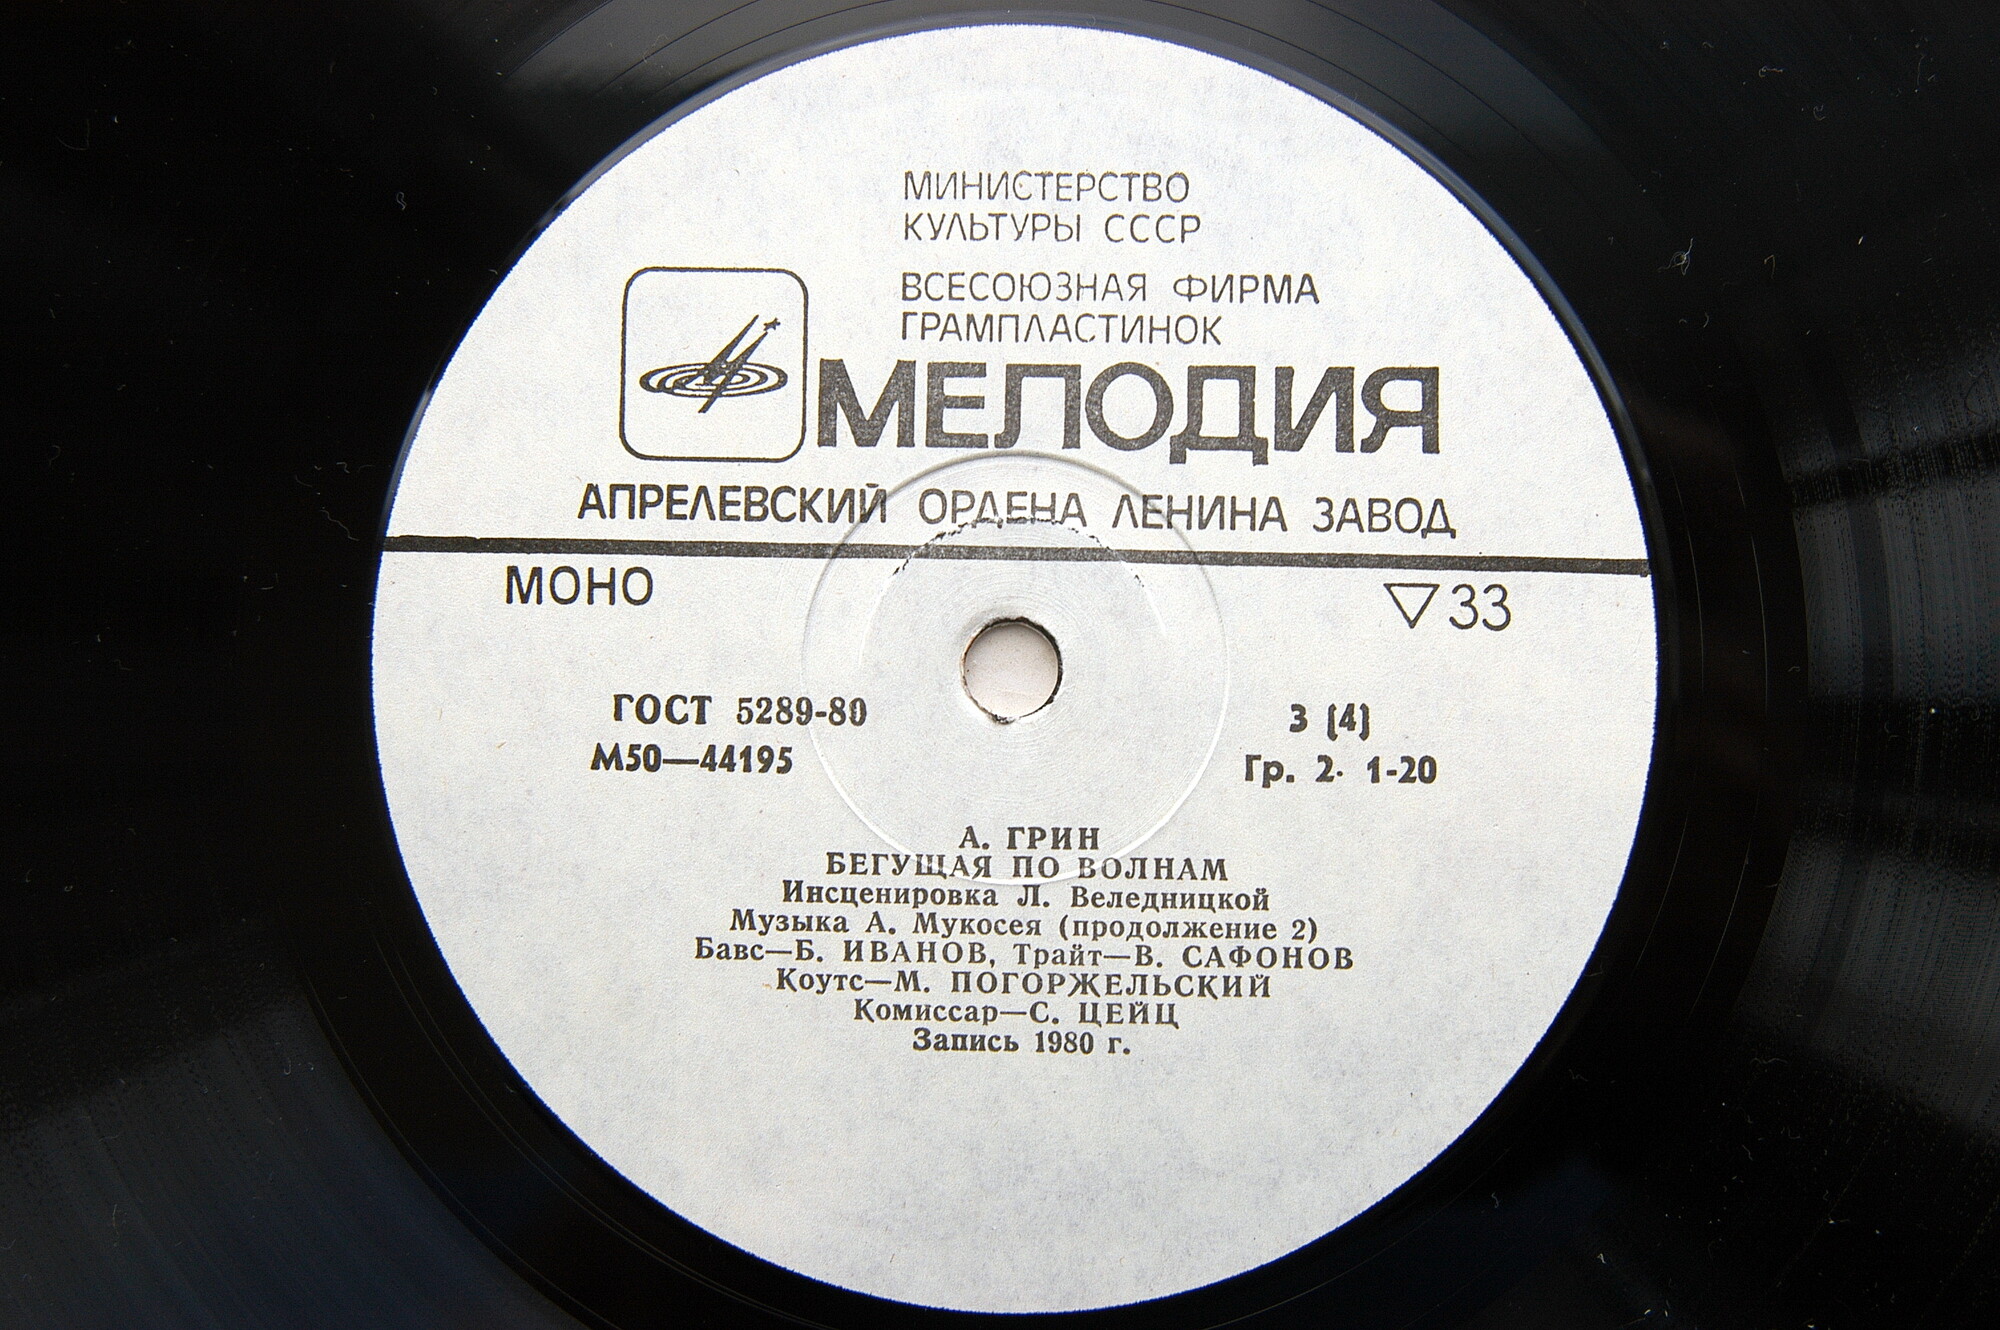 МИНИСТЕРСТВО
КУЛЬТУРЫ СССР
ВСЕСОЮЗНАЯ ФИРМА
ГРАМПЛАСТИНОК
МЕЛОДИЯ
АПРЕЛЕВСКИЙ ОРДЕНА ЛЕНИНА ЗАВОД
МОНО ▽33
ГОСТ 5289-80 3 (4)
М50—44195 Гр. 2. 1-20
А. ГРИН
БЕГУЩАЯ ПО ВОЛНАМ
Инсценировка Л. Веледницкой
Музыка А. Мукосея (продолжение 2)
Бавс—Б. ИВАНОВ, Трайт—В. САФОНОВ
Коутс—М. ПОГОРЖЕЛЬСКИЙ
Комиссар—С. ЦЕЙЦ
Запись 1980 г.